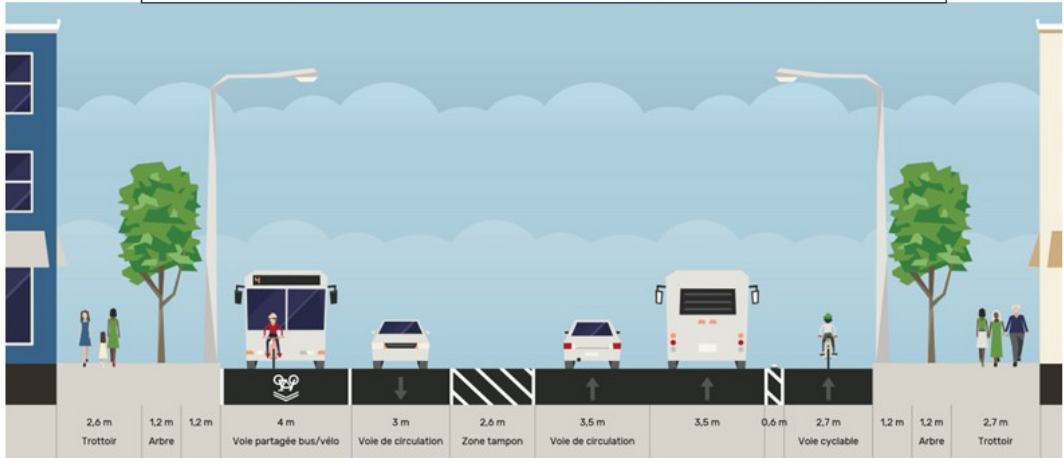 4
2,6 m
Trottoir
1,2 m
Arbre
1,2 m
4 m
Voie partagée bus/vélo
3 m
Voie de circulation
2,6 m
Zone tampon
3,5 m
Voie de circulation
3,5 m
0,6 m
2,7 m
Voie cyclable
1,2 m
1,2 m
Arbre
2,7 m
Trottoir